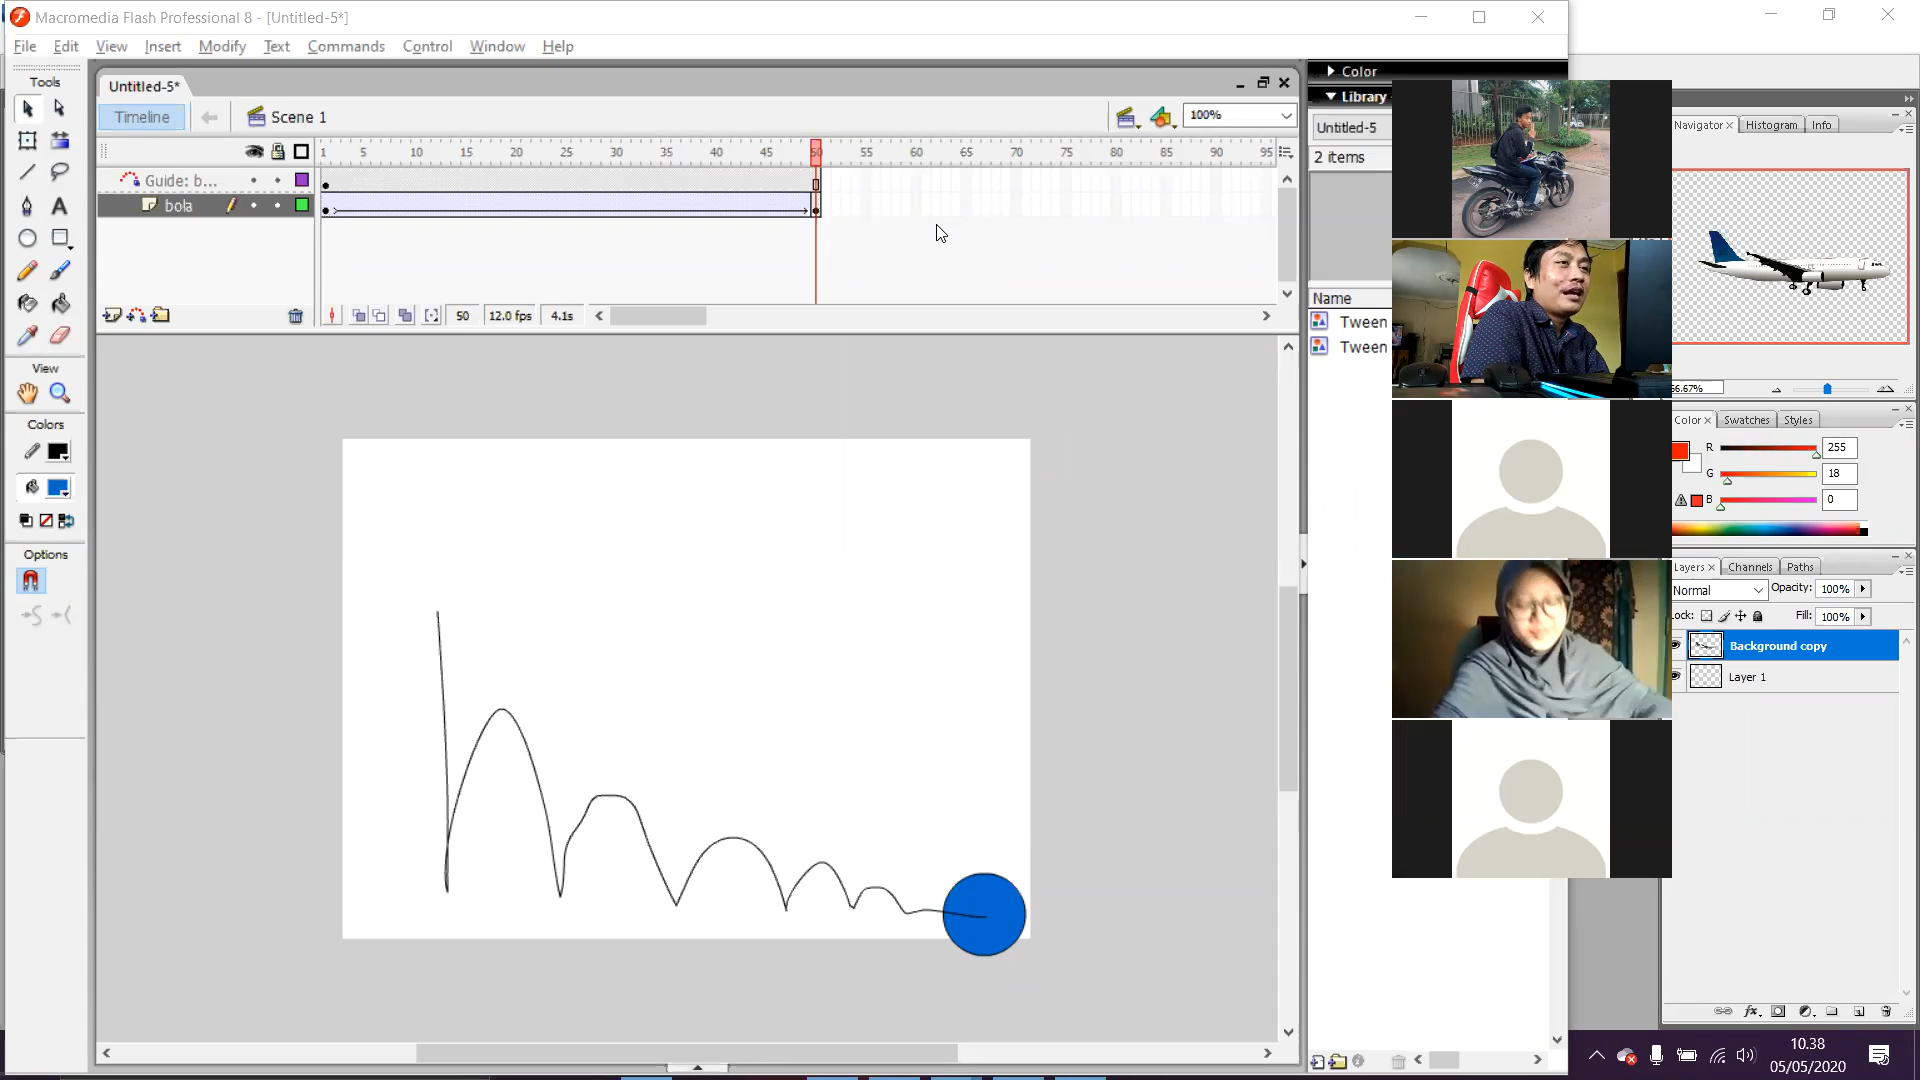 Macromedia Flash Professional 8 - [Untitled-5*]
File Edit View Insert Modify Text Commands Control Window Help
Tools
View
Colors
Options
Untitled-5*
Timeline
Scene 1
100%
1 5 10 15 20 25 30 35 40 45 50 55 60 65 70 75 80 85 90 95
Guide: b...
bola
50 12.0 fps 4.1s
Color
Library
Untitled-5
2 items
Name
Tween
Tween
Navigator Histogram Info
66.67%
Color Swatches Styles
R 255
G 18
B 0
Layers Channels Paths
Normal Opacity: 100%
Lock: Fill: 100%
Background copy
Layer 1
10.38
05/05/2020